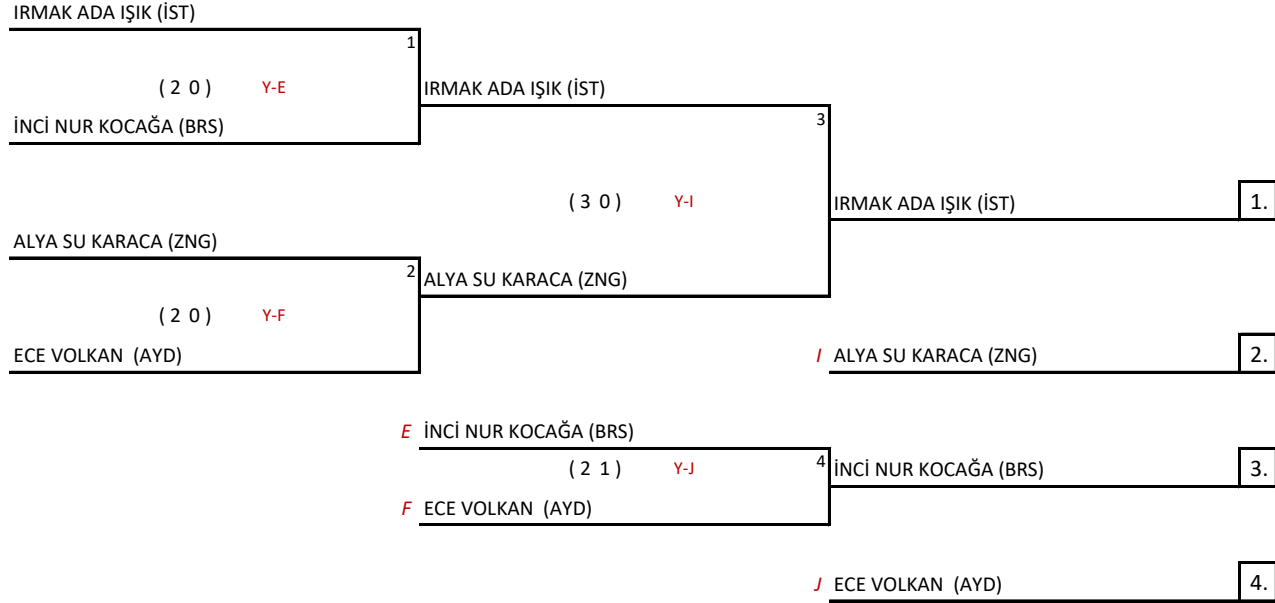 IRMAK ADA IŞIK (İST)
1
( 2 0 ) Y-E
IRMAK ADA IŞIK (İST)
İNCİ NUR KOCAĞA (BRS)
3
( 3 0 ) Y-I
IRMAK ADA IŞIK (İST) 1.
ALYA SU KARACA (ZNG)
2
ALYA SU KARACA (ZNG)
( 2 0 ) Y-F
ECE VOLKAN (AYD)
I ALYA SU KARACA (ZNG) 2.
E İNCİ NUR KOCAĞA (BRS)
( 2 1 ) Y-J
4
İNCİ NUR KOCAĞA (BRS) 3.
F ECE VOLKAN (AYD)
J ECE VOLKAN (AYD) 4.